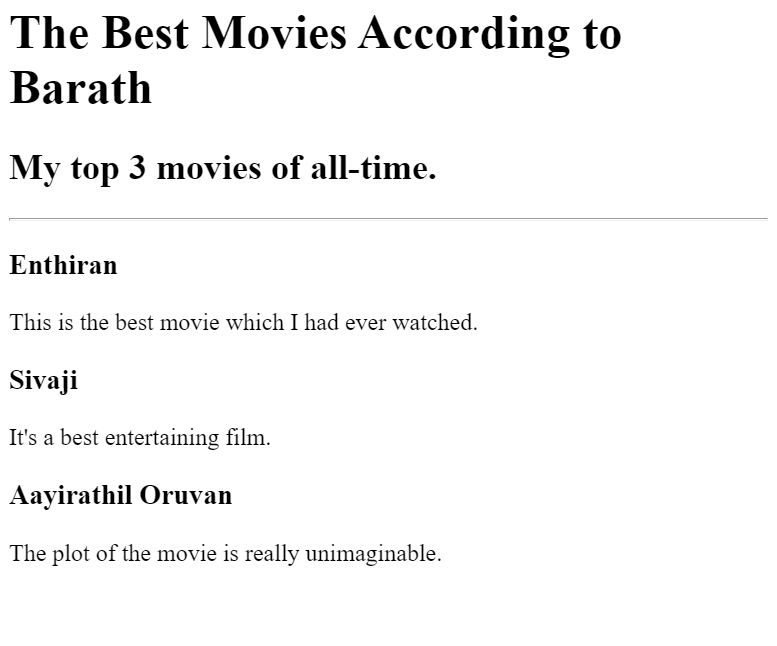 The Best Movies According to
Barath
My top 3 movies of all-time.
Enthiran
This is the best movie which I had ever watched.
Sivaji
It's a best entertaining film.
Aayirathil Oruvan
The plot of the movie is really unimaginable.